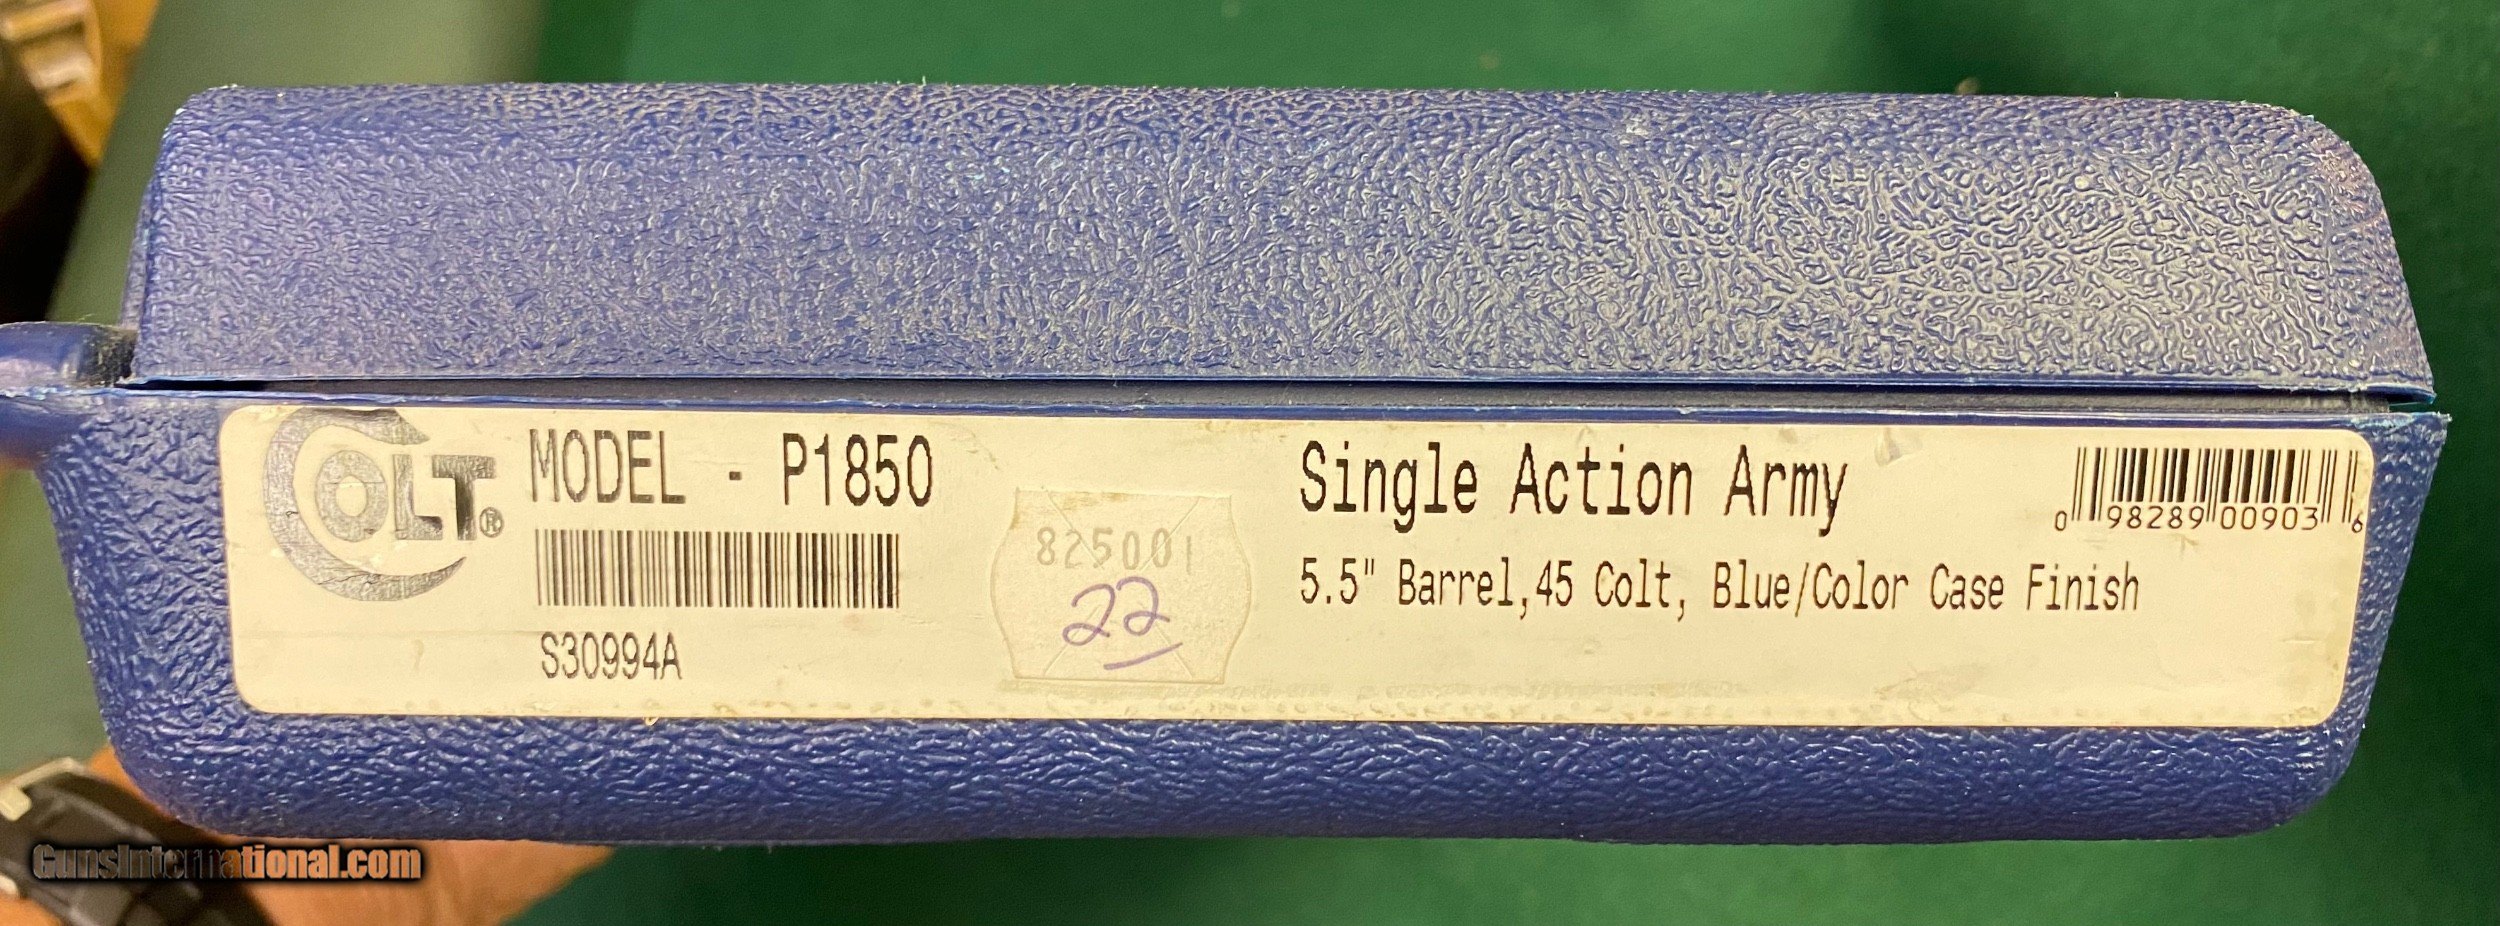 COLT®
MODEL - P1850
S30994A
825001
22
Single Action Army
5.5" Barrel,45 Colt, Blue/Color Case Finish
0 98289 00903 6
GunsInternational.com